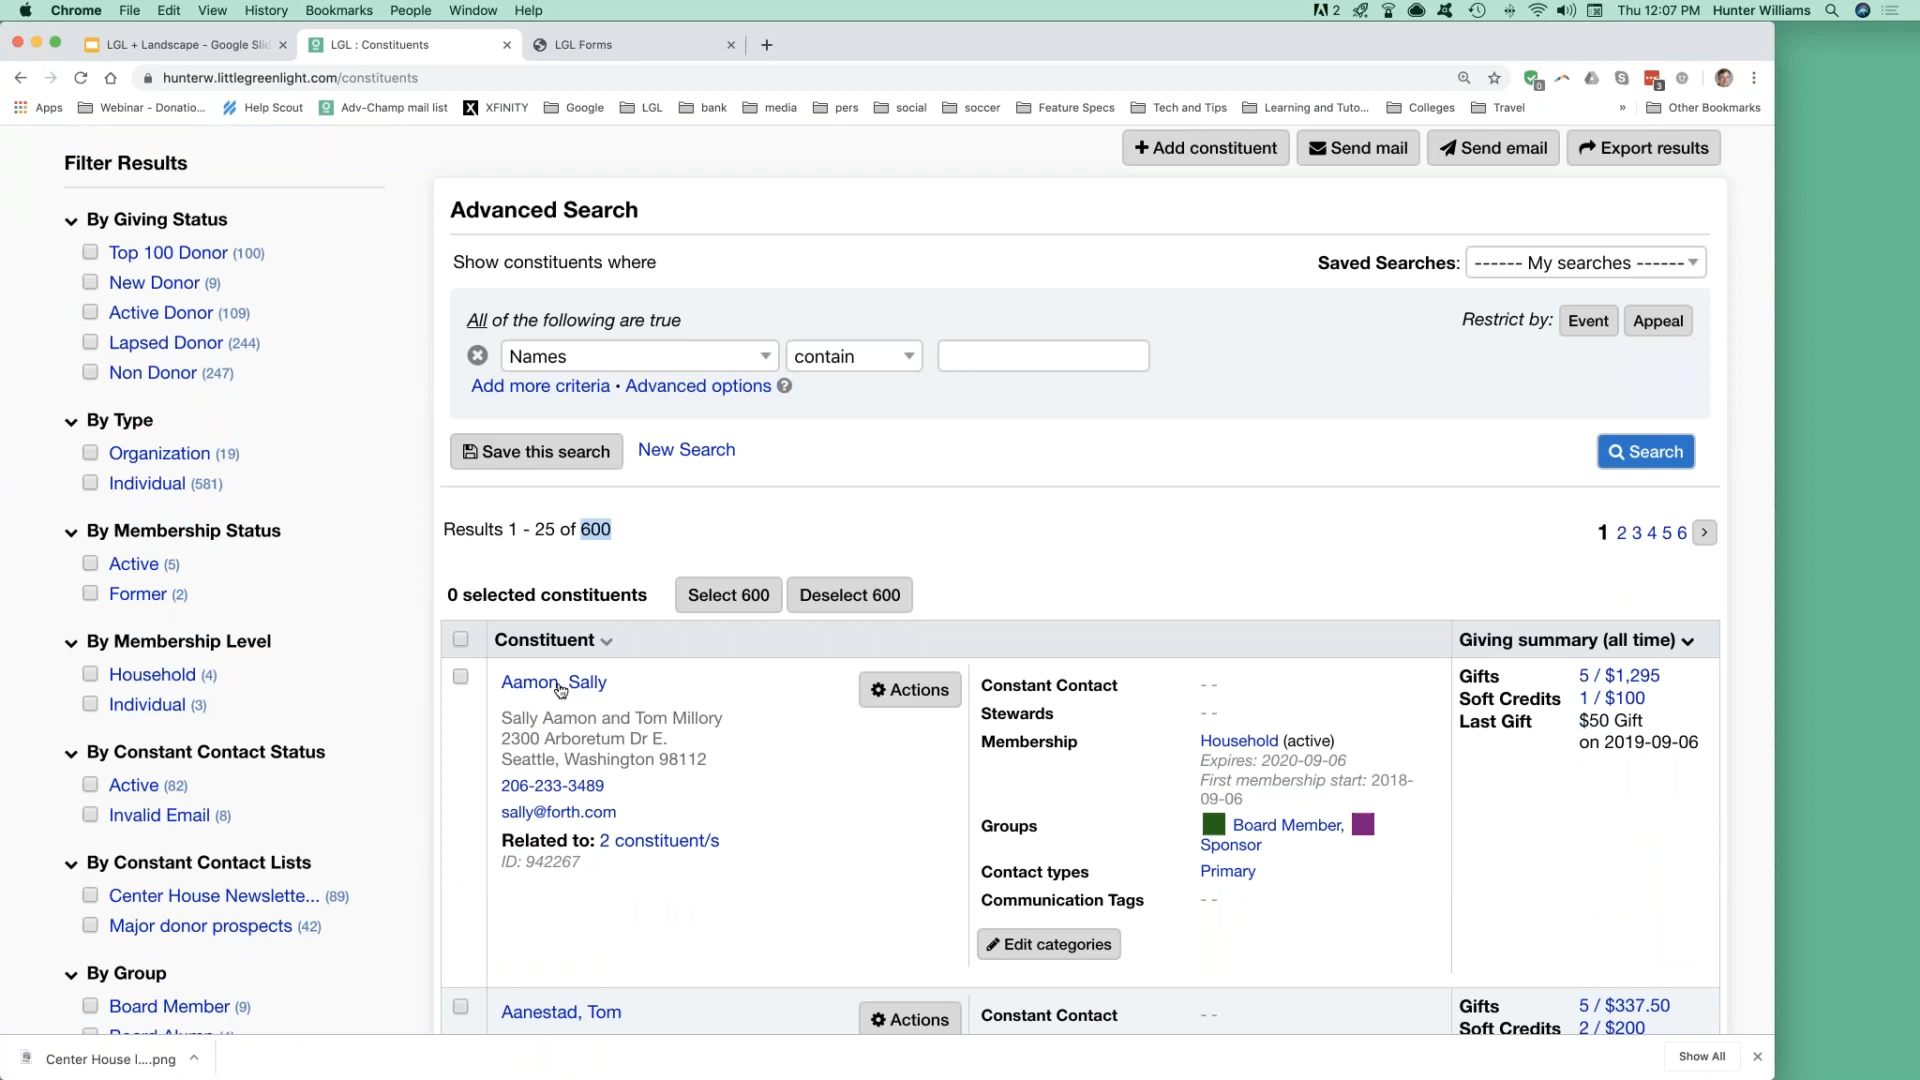 Chrome File Edit View History Bookmarks People Window Help 2 Thu 12:07 PM Hunter Williams
LGL + Landscape - Google Slid LGL : Constituents LGL Forms
hunterw.littlegreenlight.com/constituents
Apps Webinar - Donatio... Help Scout Adv-Champ mail list XFINITY Google LGL bank media pers social soccer Feature Specs Tech and Tips Learning and Tuto... Colleges Travel » Other Bookmarks
+ Add constituent Send mail Send email Export results
Filter Results
By Giving Status
Top 100 Donor (100)
New Donor (9)
Active Donor (109)
Lapsed Donor (244)
Non Donor (247)
By Type
Organization (19)
Individual (581)
By Membership Status
Active (5)
Former (2)
By Membership Level
Household (4)
Individual (3)
By Constant Contact Status
Active (82)
Invalid Email (8)
By Constant Contact Lists
Center House Newslette... (89)
Major donor prospects (42)
By Group
Board Member (9)
Advanced Search
Show constituents where
Saved Searches: ------ My searches ------
All of the following are true
Restrict by: Event Appeal
Names contain
Add more criteria • Advanced options ?
Save this search New Search
Search
Results 1 - 25 of 600
1 2 3 4 5 6 >
0 selected constituents Select 600 Deselect 600
Constituent Giving summary (all time)
Aamon, Sally
Actions
Sally Aamon and Tom Millory
2300 Arboretum Dr E.
Seattle, Washington 98112
206-233-3489
sally@forth.com
Related to: 2 constituent/s
ID: 942267
Constant Contact - -
Stewards - -
Membership Household (active)
Expires: 2020-09-06
First membership start: 2018-
09-06
Groups Board Member,
Sponsor
Contact types Primary
Communication Tags - -
Edit categories
Gifts 5 / $1,295
Soft Credits 1 / $100
Last Gift $50 Gift
on 2019-09-06
Aanestad, Tom
Actions
Constant Contact - -
Gifts 5 / $337.50
Soft Credits 2 / $200
Center House l....png
Show All